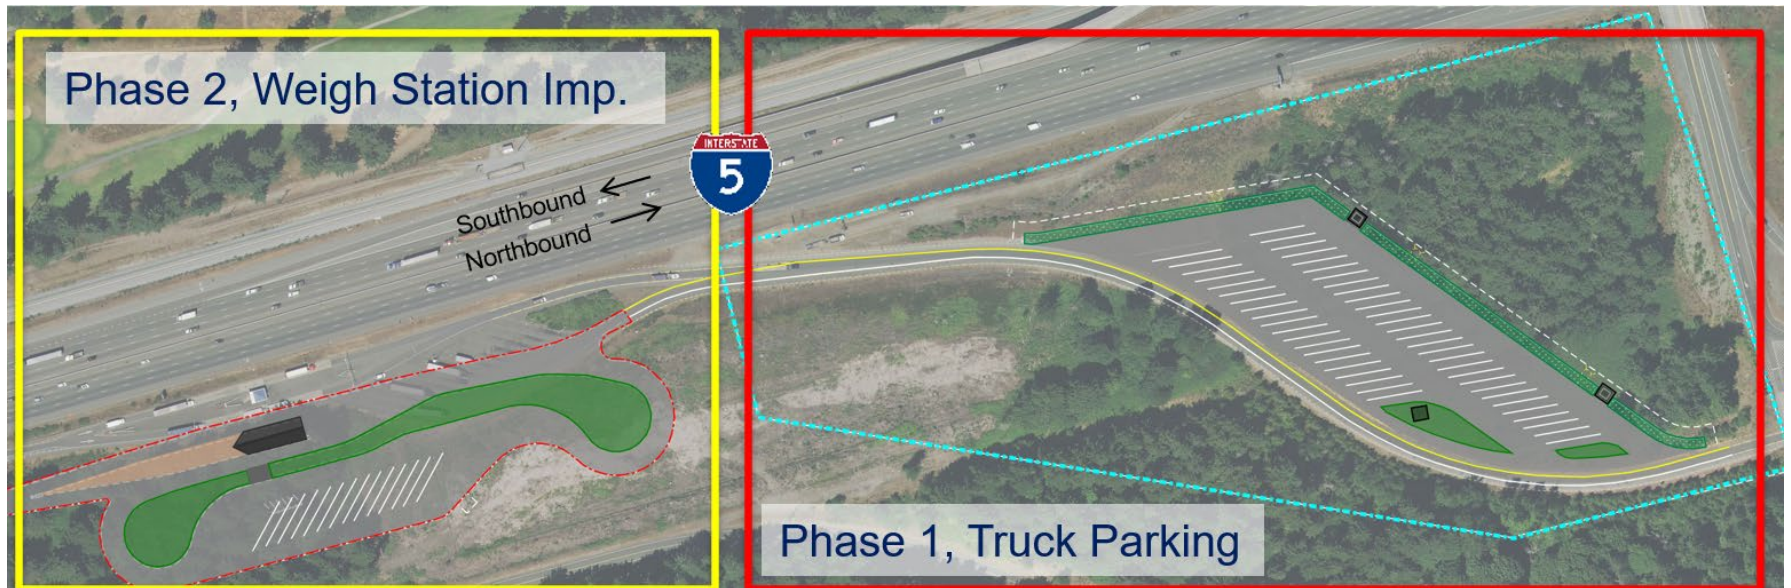 Phase 2, Weigh Station Imp.
INTERSTATE
5
Southbound
Northbound
Phase 1, Truck Parking